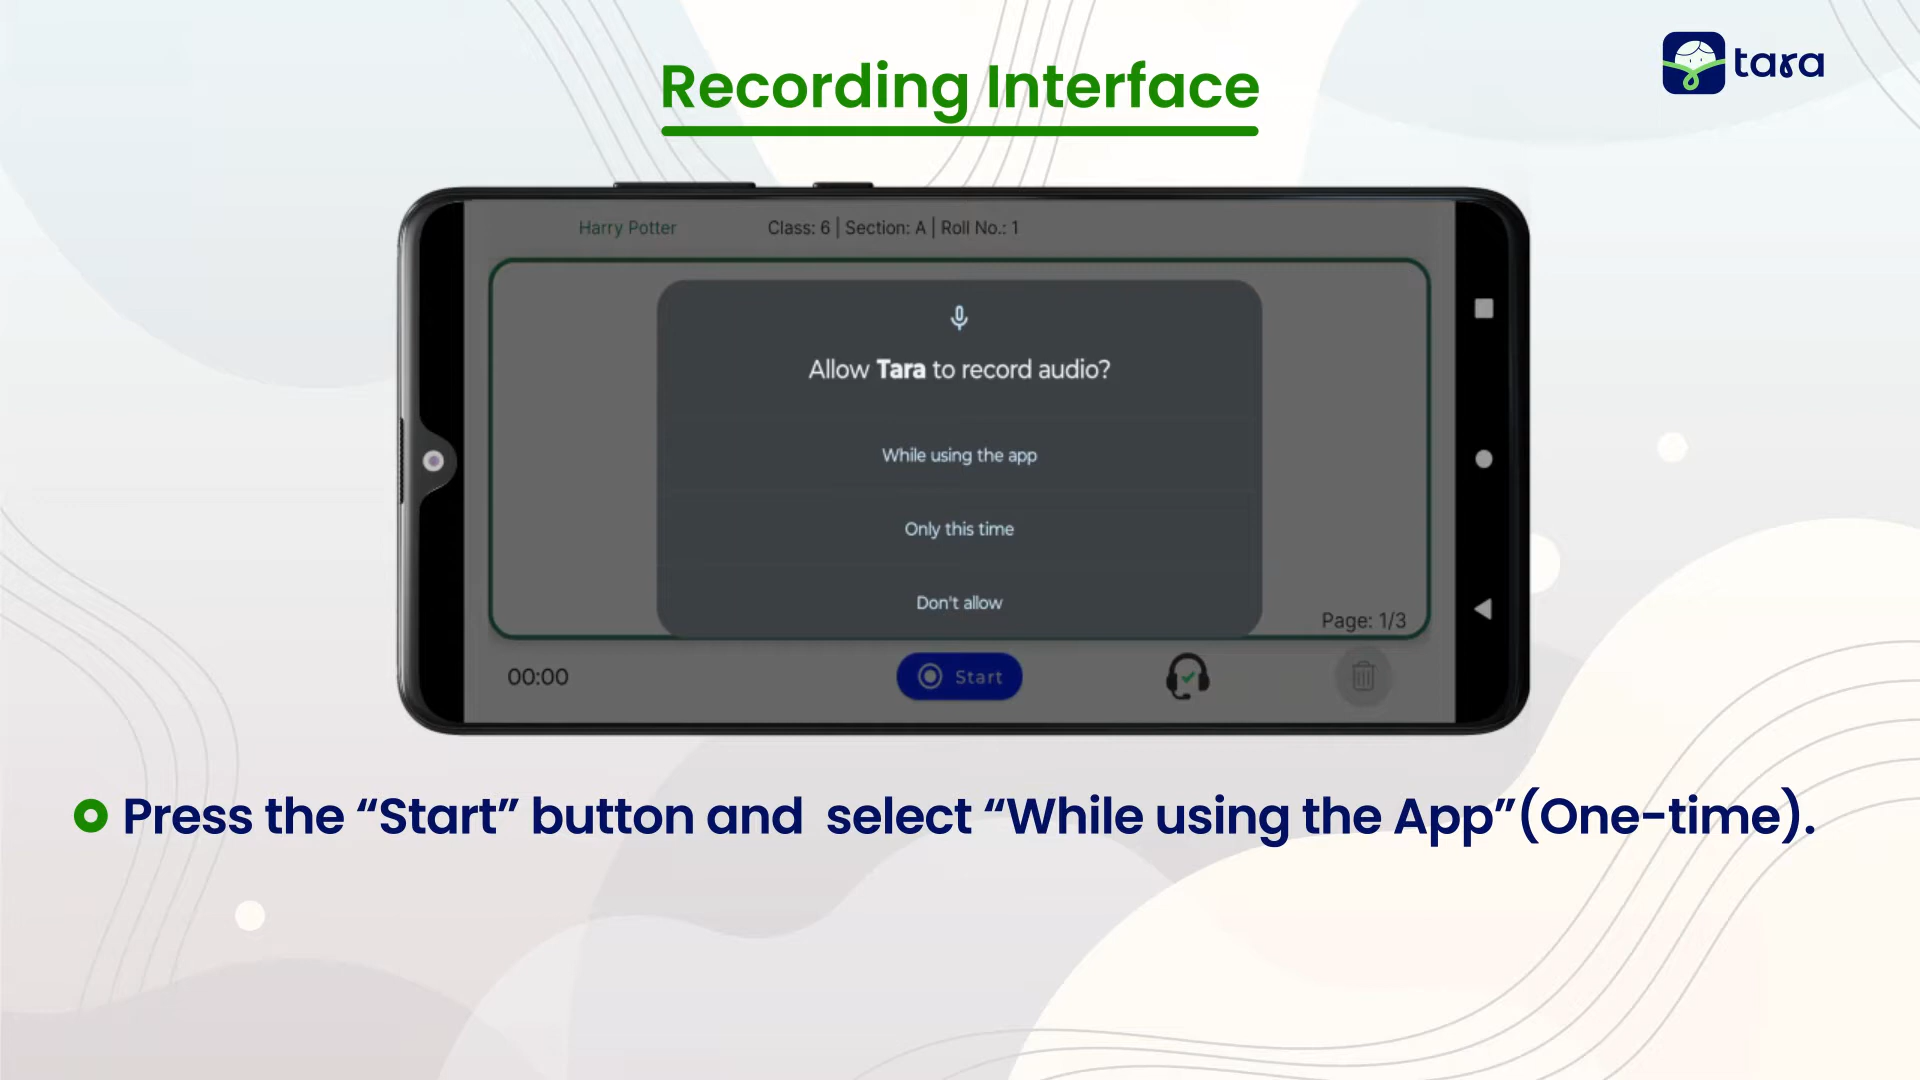 Recording Interface
tara
Harry Potter
Class: 6 | Section: A | Roll No.: 1
Allow Tara to record audio?
While using the app
Only this time
Don't allow
Page: 1/3
00:00
Start
Press the “Start” button and select “While using the App”(One-time).